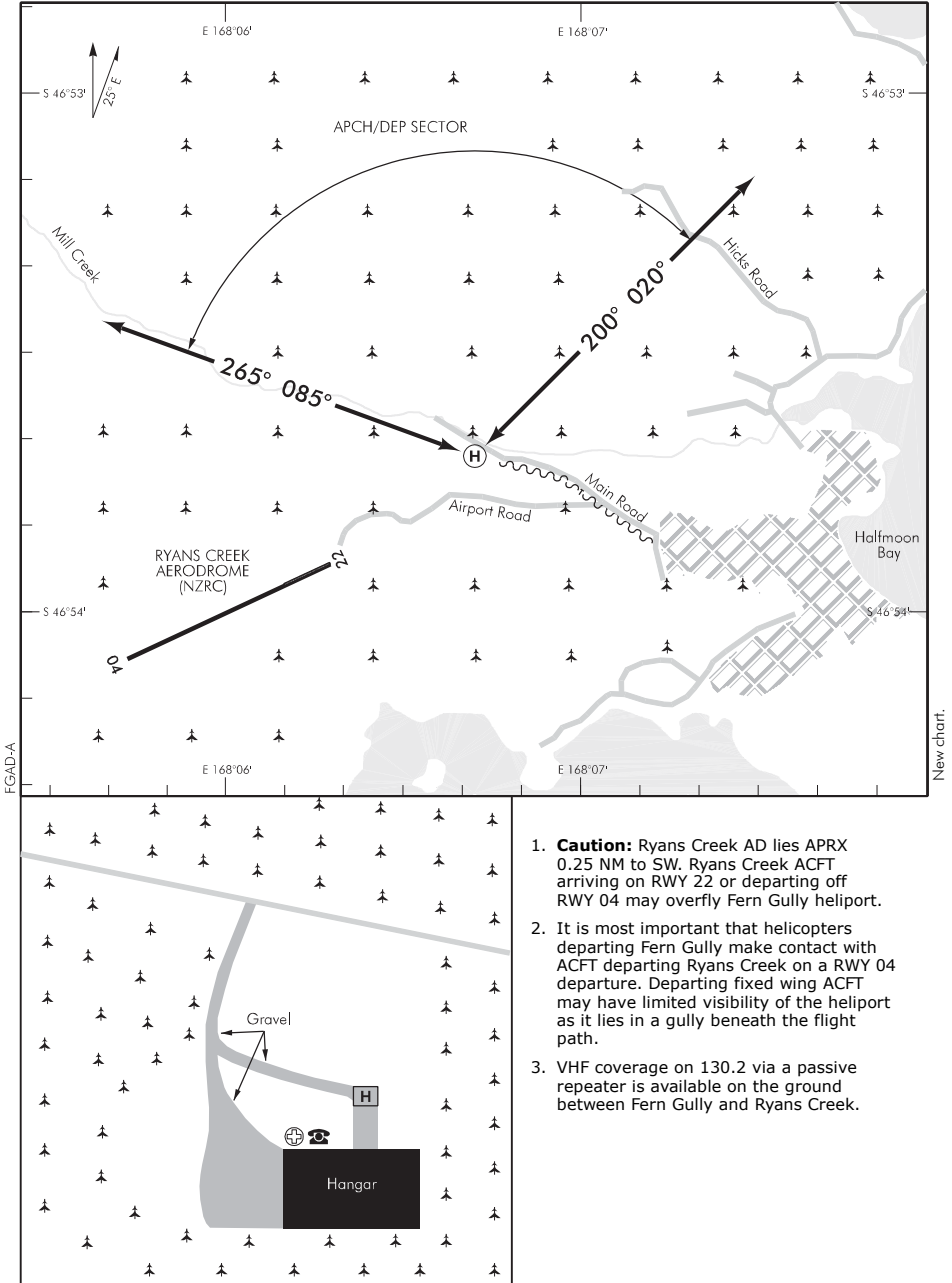 E 168°06'
E 168°07'
25° E
S 46°53'
S 46°53'
APCH/DEP SECTOR
Mill Creek
Hicks Road
200° 020°
265° 085°
H
Main Road
Airport Road
22
RYANS CREEK
AERODROME
(NZRC)
Halfmoon
Bay
S 46°54'
S 46°54'
04
E 168°06'
E 168°07'
FGAD-A
New chart.
Gravel
H
Hangar
1. Caution: Ryans Creek AD lies APRX
0.25 NM to SW. Ryans Creek ACFT
arriving on RWY 22 or departing off
RWY 04 may overfly Fern Gully heliport.
2. It is most important that helicopters
departing Fern Gully make contact with
ACFT departing Ryans Creek on a RWY 04
departure. Departing fixed wing ACFT
may have limited visibility of the heliport
as it lies in a gully beneath the flight
path.
3. VHF coverage on 130.2 via a passive
repeater is available on the ground
between Fern Gully and Ryans Creek.